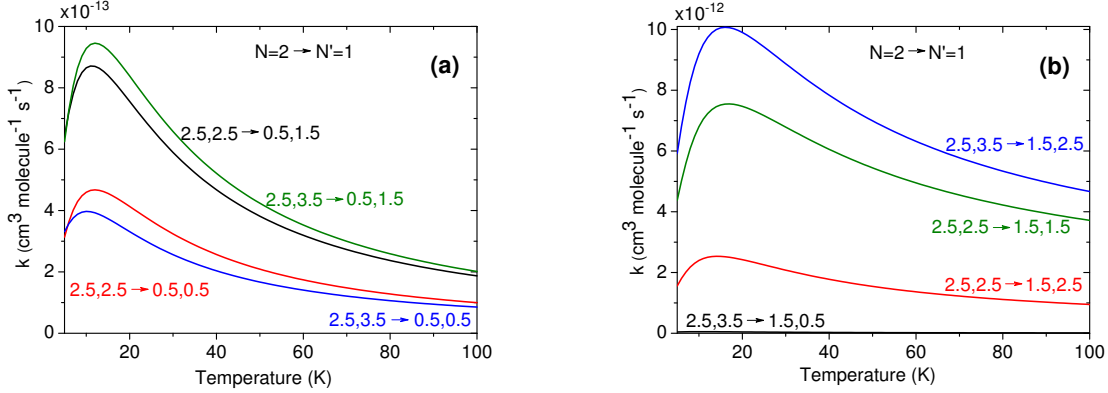 x10⁻¹³
10
8
6
4
2
0
k (cm³ molecule⁻¹ s⁻¹)
N=2→N'=1
(a)
2.5,2.5→0.5,1.5
2.5,3.5→0.5,1.5
2.5,2.5→0.5,0.5
2.5,3.5→0.5,0.5
20 40 60 80 100
Temperature (K)
x10⁻¹²
10
8
6
4
2
0
k (cm³ molecule⁻¹ s⁻¹)
N=2→N'=1
(b)
2.5,3.5→1.5,2.5
2.5,2.5→1.5,1.5
2.5,2.5→1.5,2.5
2.5,3.5→1.5,0.5
20 40 60 80 100
Temperature (K)